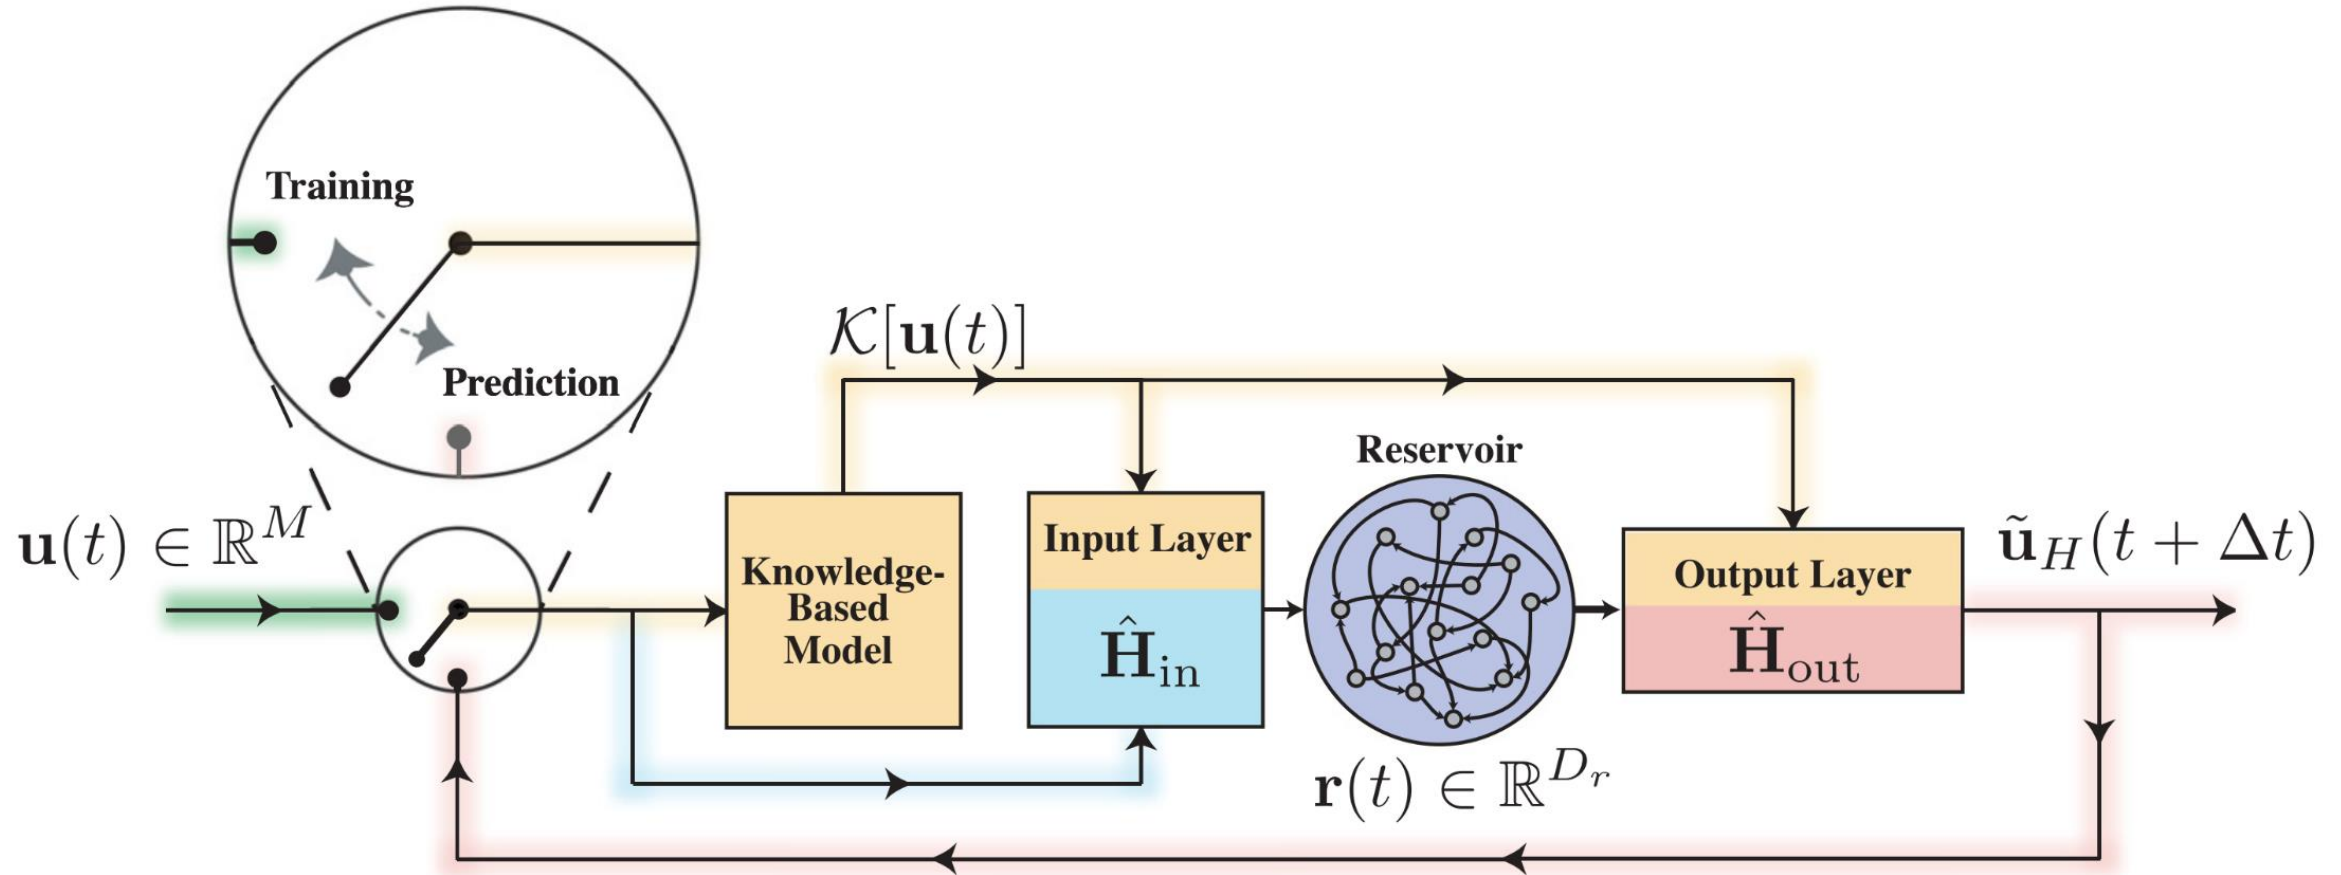 Training
Prediction
𝒦[𝐮(t)]
Reservoir
𝐮(t) ∈ ℝ^M
Knowledge-
Based
Model
Input Layer
Ĥ_in
Output Layer
Ĥ_out
ũ_H(t + Δt)
𝐫(t) ∈ ℝ^{D_r}